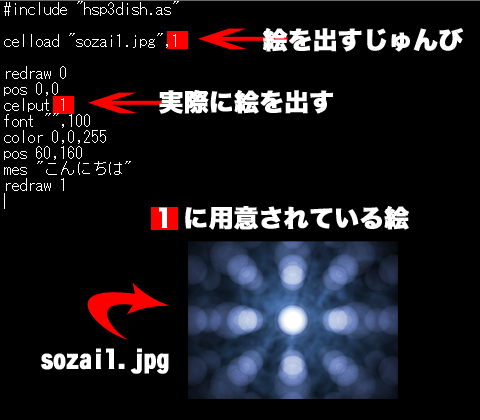 #include "hsp3dish.as"
celload "sozai1.jpg",1
絵を出すじゅんび
redraw 0
pos 0,0
celput 1
実際に絵を出す
font "",100
color 0,0,255
pos 60,160
mes "こんにちは"
redraw 1
1 に用意されている絵
sozai1.jpg